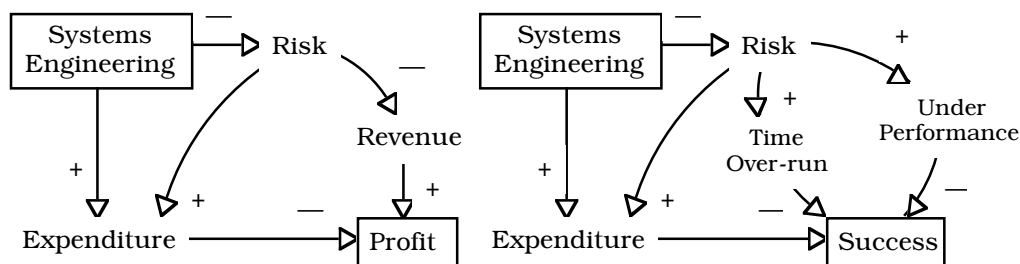 —
Systems
Engineering
Risk
—
Revenue
+
+
+
—
Expenditure
Profit
—
Systems
Engineering
Risk
+
+
Under
Performance
Time
Over-run
+
+
—
—
—
Expenditure
Success